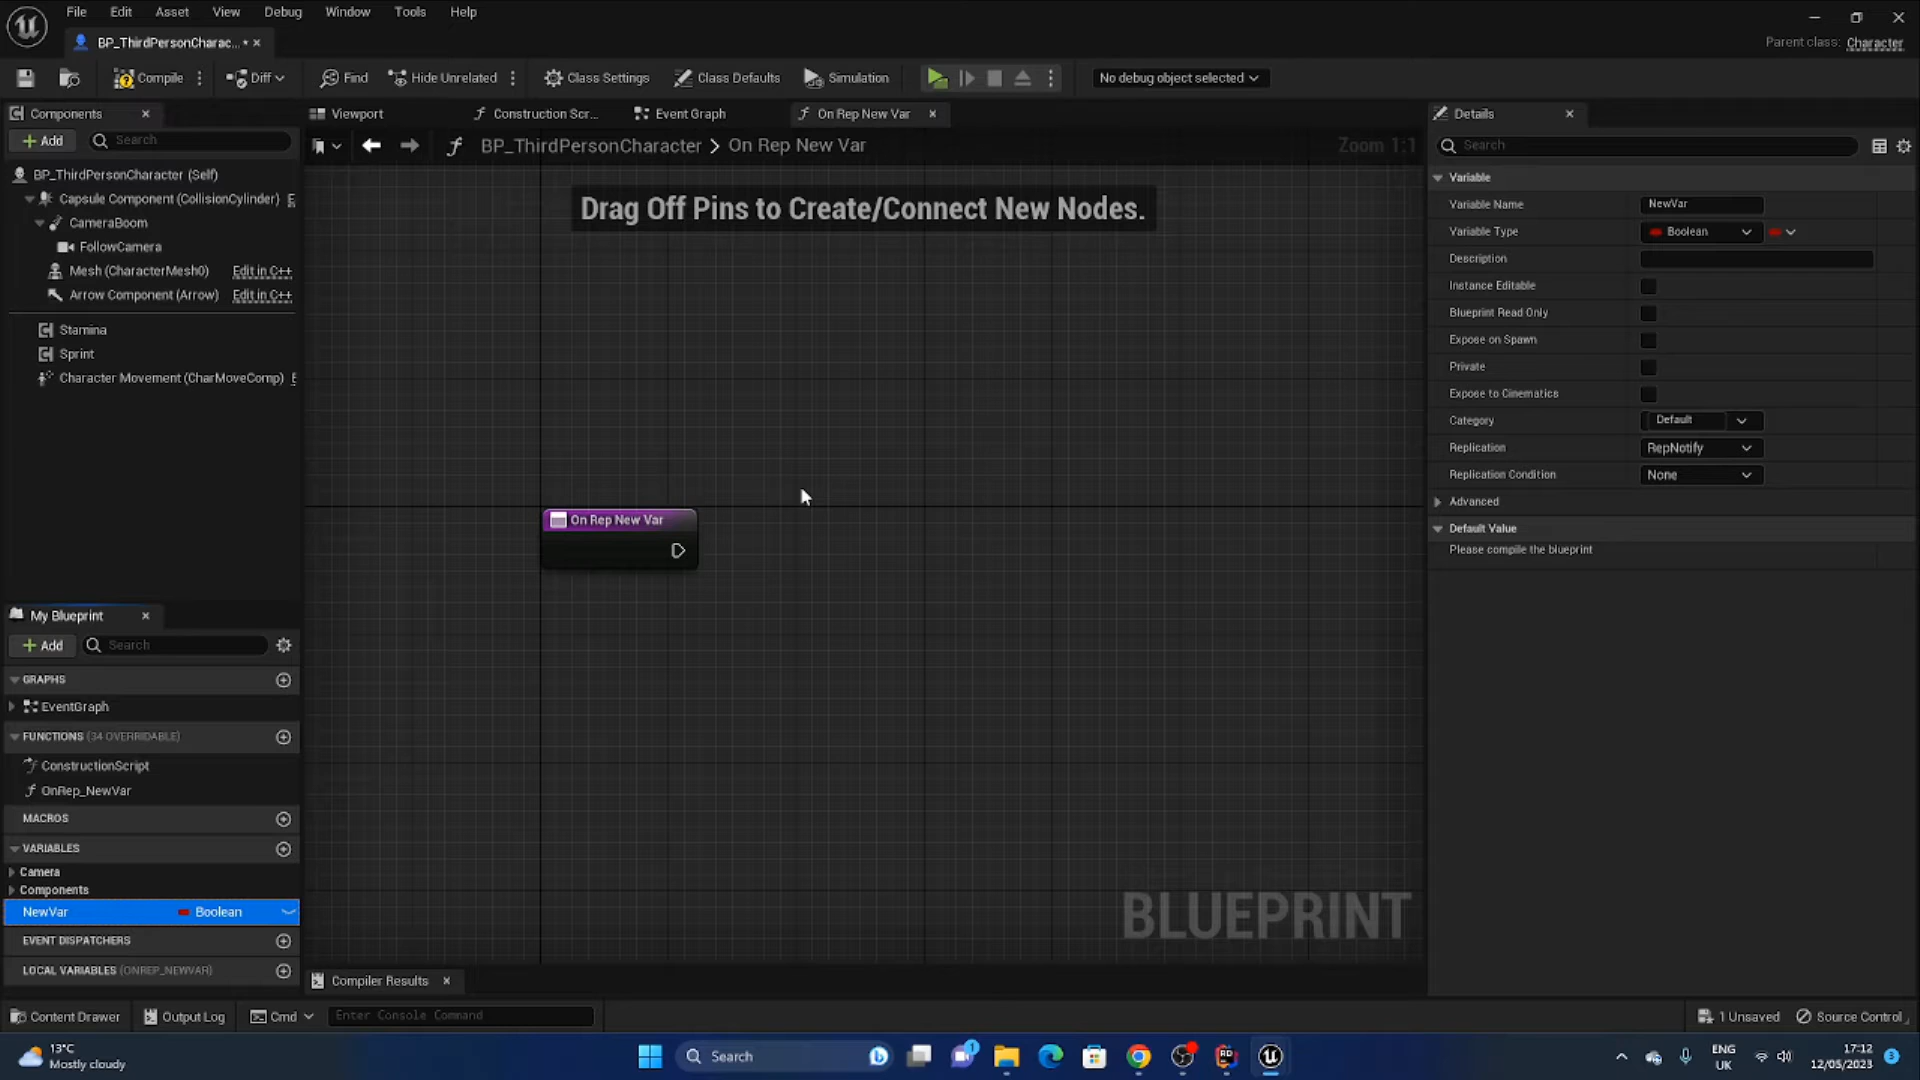 File Edit Asset View Debug Window Tools Help
BP_ThirdPersonCharac... •
Parent class: Character
Compile Diff Find Hide Unrelated Class Settings Class Defaults Simulation No debug object selected
Components Viewport Construction Scr... Event Graph On Rep New Var Details
Add Search BP_ThirdPersonCharacter > On Rep New Var Zoom 1:1 Search
Drag Off Pins to Create/Connect New Nodes.
BP_ThirdPersonCharacter (Self)
Capsule Component (CollisionCylinder) E
CameraBoom
FollowCamera
Mesh (CharacterMesh0) Edit in C++
Arrow Component (Arrow) Edit in C++
Stamina
Sprint
Character Movement (CharMoveComp) E
On Rep New Var
Variable
Variable Name NewVar
Variable Type Boolean
Description
Instance Editable
Blueprint Read Only
Expose on Spawn
Private
Expose to Cinematics
Category Default
Replication RepNotify
Replication Condition None
Advanced
Default Value
Please compile the blueprint
My Blueprint
Add Search
GRAPHS
EventGraph
FUNCTIONS (34 OVERRIDABLE)
ConstructionScript
OnRep_NewVar
MACROS
VARIABLES
Camera
Components
NewVar Boolean
EVENT DISPATCHERS
LOCAL VARIABLES (ONREP_NEWVAR)
BLUEPRINT
Compiler Results
Content Drawer Output Log Cmd Enter Console Command 1 Unsaved Source Control
13°C
Mostly cloudy
Search
1
RD
ENG
UK
17:12
12/05/2023
3